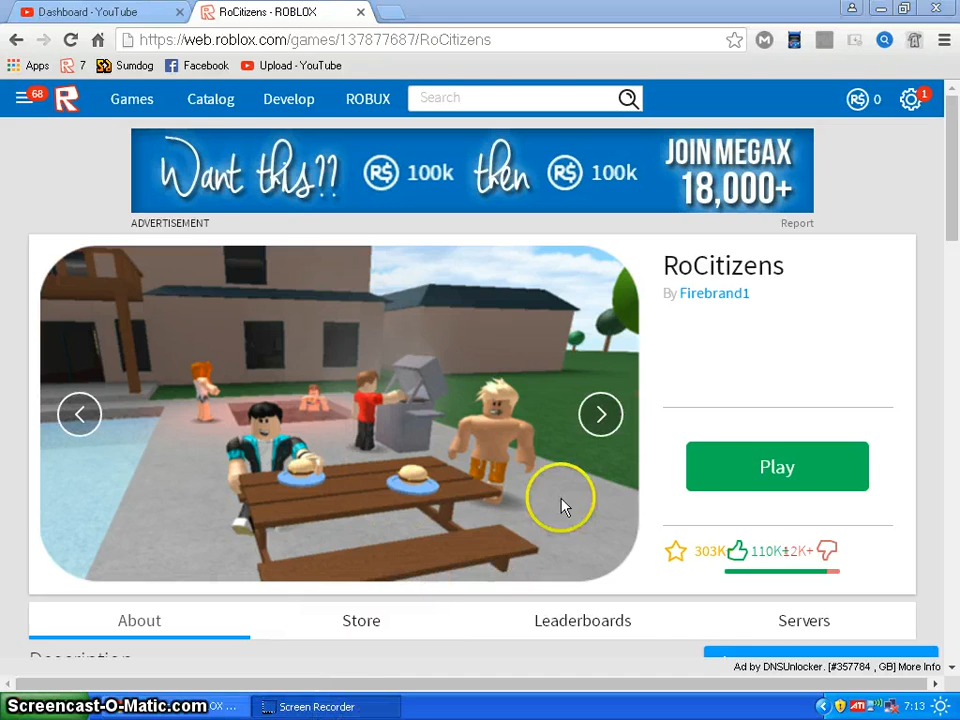 Dashboard - YouTube
RoCitizens - ROBLOX
https://web.roblox.com/games/137877687/RoCitizens
Apps 7 Sumdog Facebook Upload - YouTube
68 Games Catalog Develop ROBUX Search R$ 0 1
Want this?? R$ 100k then R$ 100k JOIN MEGAX
18,000+
ADVERTISEMENT Report
RoCitizens
By Firebrand1
Play
303K 110K+ 12K+
About Store Leaderboards Servers
Description
Ad by DNSUnlocker. [#357784 , GB] More Info
Screencast-O-Matic.com OX ... Screen Recorder ATI 7:13